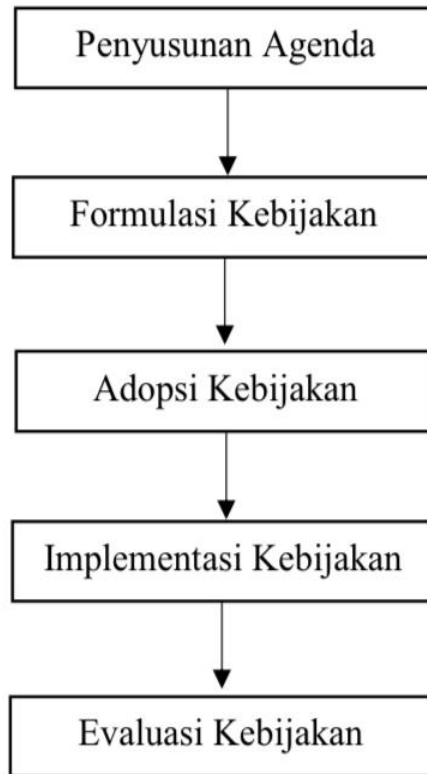 Penyusunan Agenda
Formulasi Kebijakan
Adopsi Kebijakan
Implementasi Kebijakan
Evaluasi Kebijakan